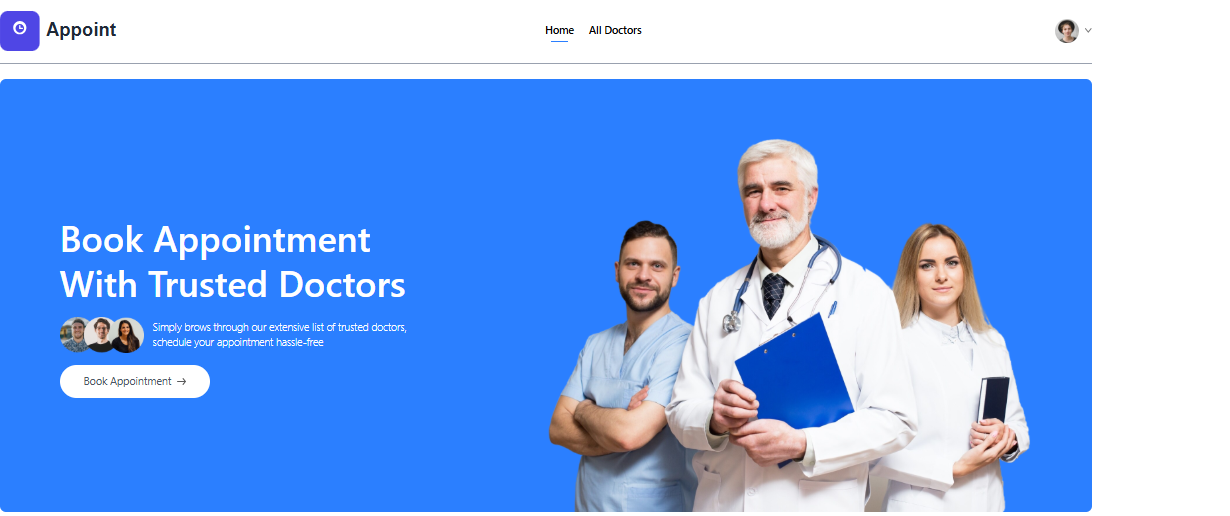 Appoint
Home
All Doctors
Book Appointment
With Trusted Doctors
Simply brows through our extensive list of trusted doctors,
schedule your appointment hassle-free
Book Appointment →